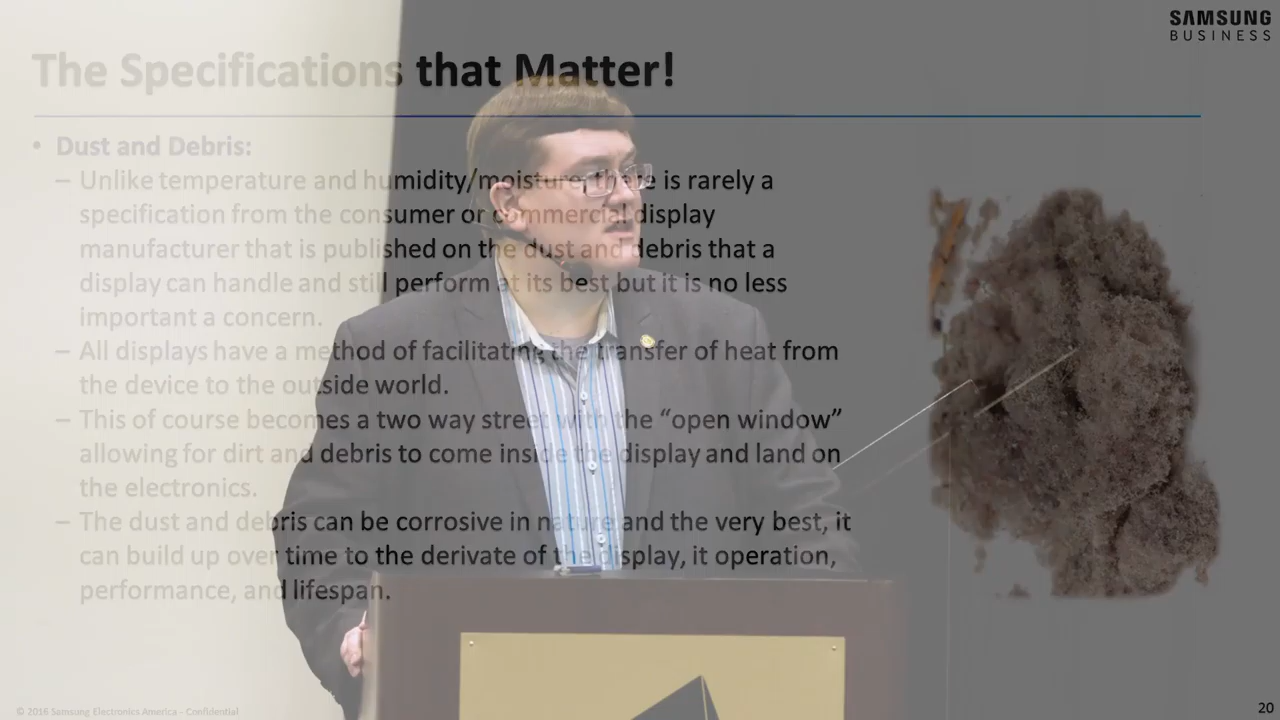 SAMSUNG
BUSINESS
The Specifications that Matter!
• Dust and Debris:
– Unlike temperature and humidity/moisture is rarely a
specification from the consumer or commercial display
manufacturer that is published on the dust and debris that a
display can handle and still perform at its best but it is no less
important a concern.
– All displays have a method of facilitating the transfer of heat from
the device to the outside world.
– This of course becomes a two way street with the “open window”
allowing for dirt and debris to come inside the display and land on
the electronics.
– The dust and debris can be corrosive in nature and the very best, it
can build up over time to the derivate of the display, it operation,
performance, and lifespan.
© 2016 Samsung Electronics America - Confidential
20